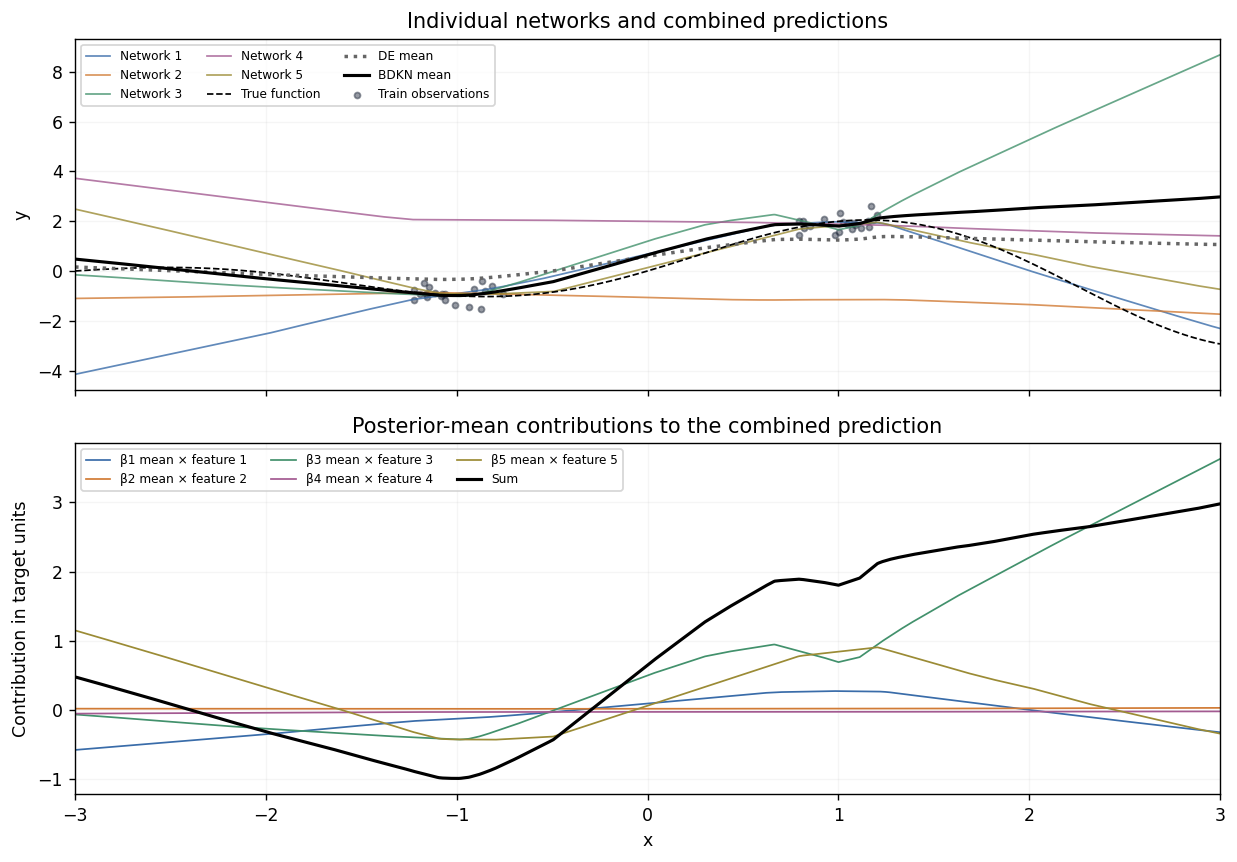 Individual networks and combined predictions
Network 1
Network 2
Network 3
Network 4
Network 5
True function
DE mean
BDKN mean
Train observations
y
8
6
4
2
0
−2
−4
Posterior-mean contributions to the combined prediction
β1 mean × feature 1
β2 mean × feature 2
β3 mean × feature 3
β4 mean × feature 4
β5 mean × feature 5
Sum
Contribution in target units
3
2
1
0
−1
−3
−2
−1
0
1
2
3
x